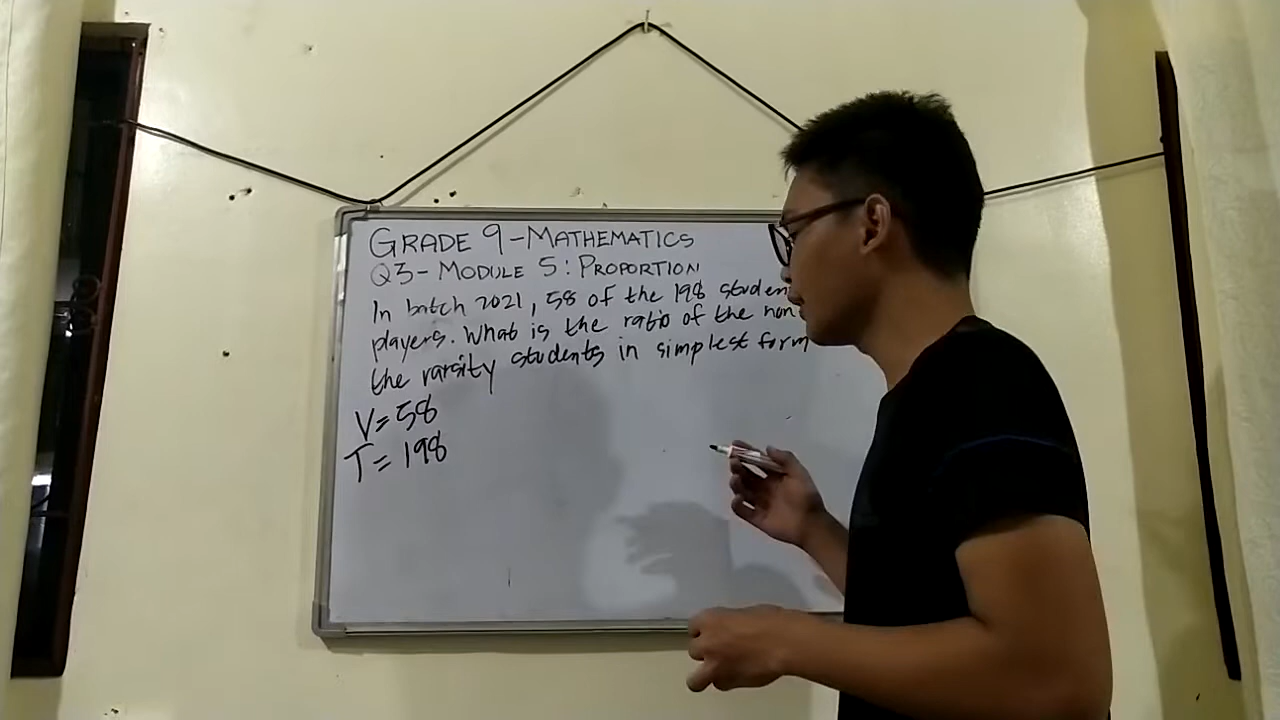 GRADE 9-MATHEMATICS
Q3-MODULE 5: PROPORTION
In batch 2021, 58 of the 198
players. What is the ratio of the non
the varsity students in simplest form
V=58
T=198